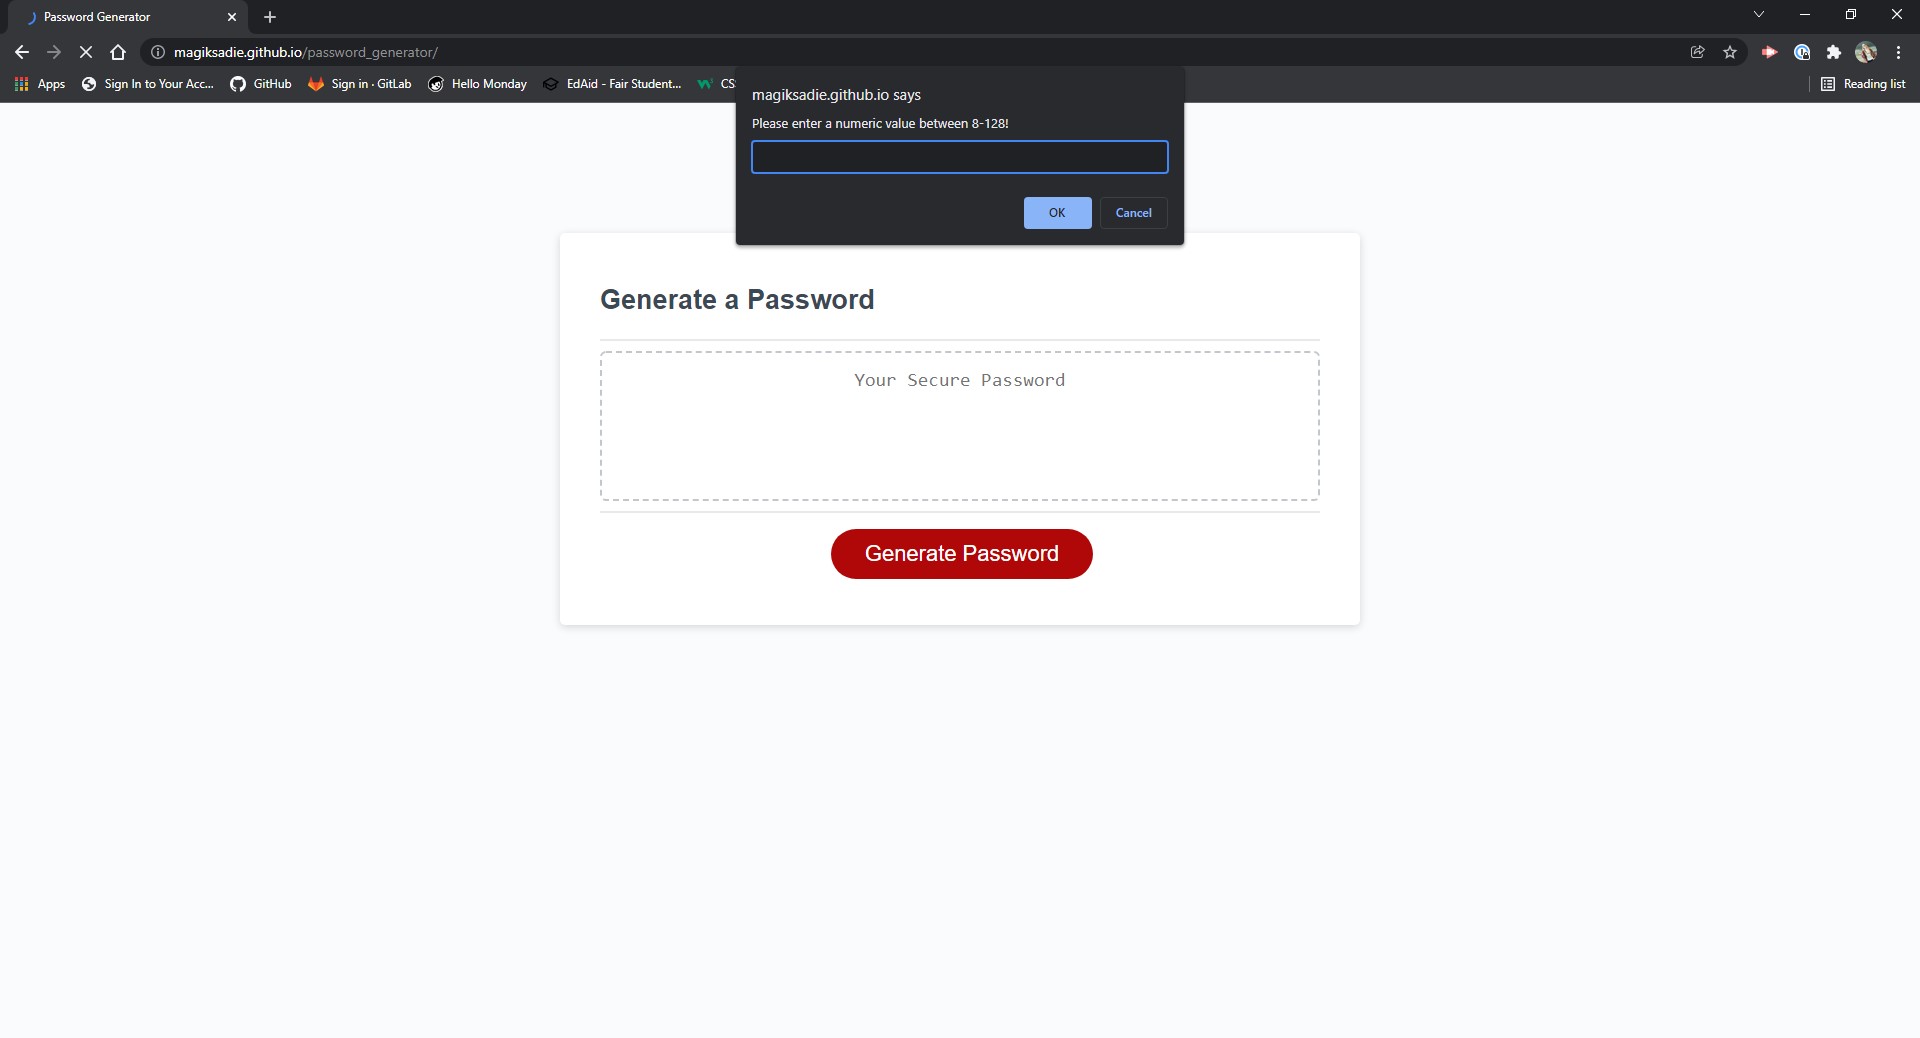 Password Generator
magiksadie.github.io/password_generator/
Apps
Sign In to Your Acc...
GitHub
Sign in · GitLab
Hello Monday
EdAid - Fair Student...
CS
Reading list
magiksadie.github.io says
Please enter a numeric value between 8-128!
OK
Cancel
Generate a Password
Your Secure Password
Generate Password